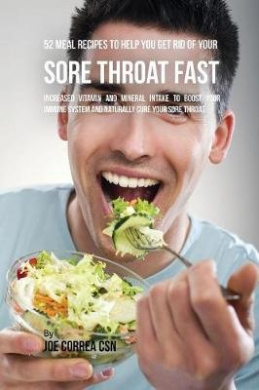 52 MEAL RECIPES TO HELP YOU GET RID OF YOUR
SORE THROAT FAST
INCREASED VITAMIN AND MINERAL INTAKE TO BOOST YOUR
IMMUNE SYSTEM AND NATURALLY CURE YOUR SORE THROAT
By
JOE CORREA CSN